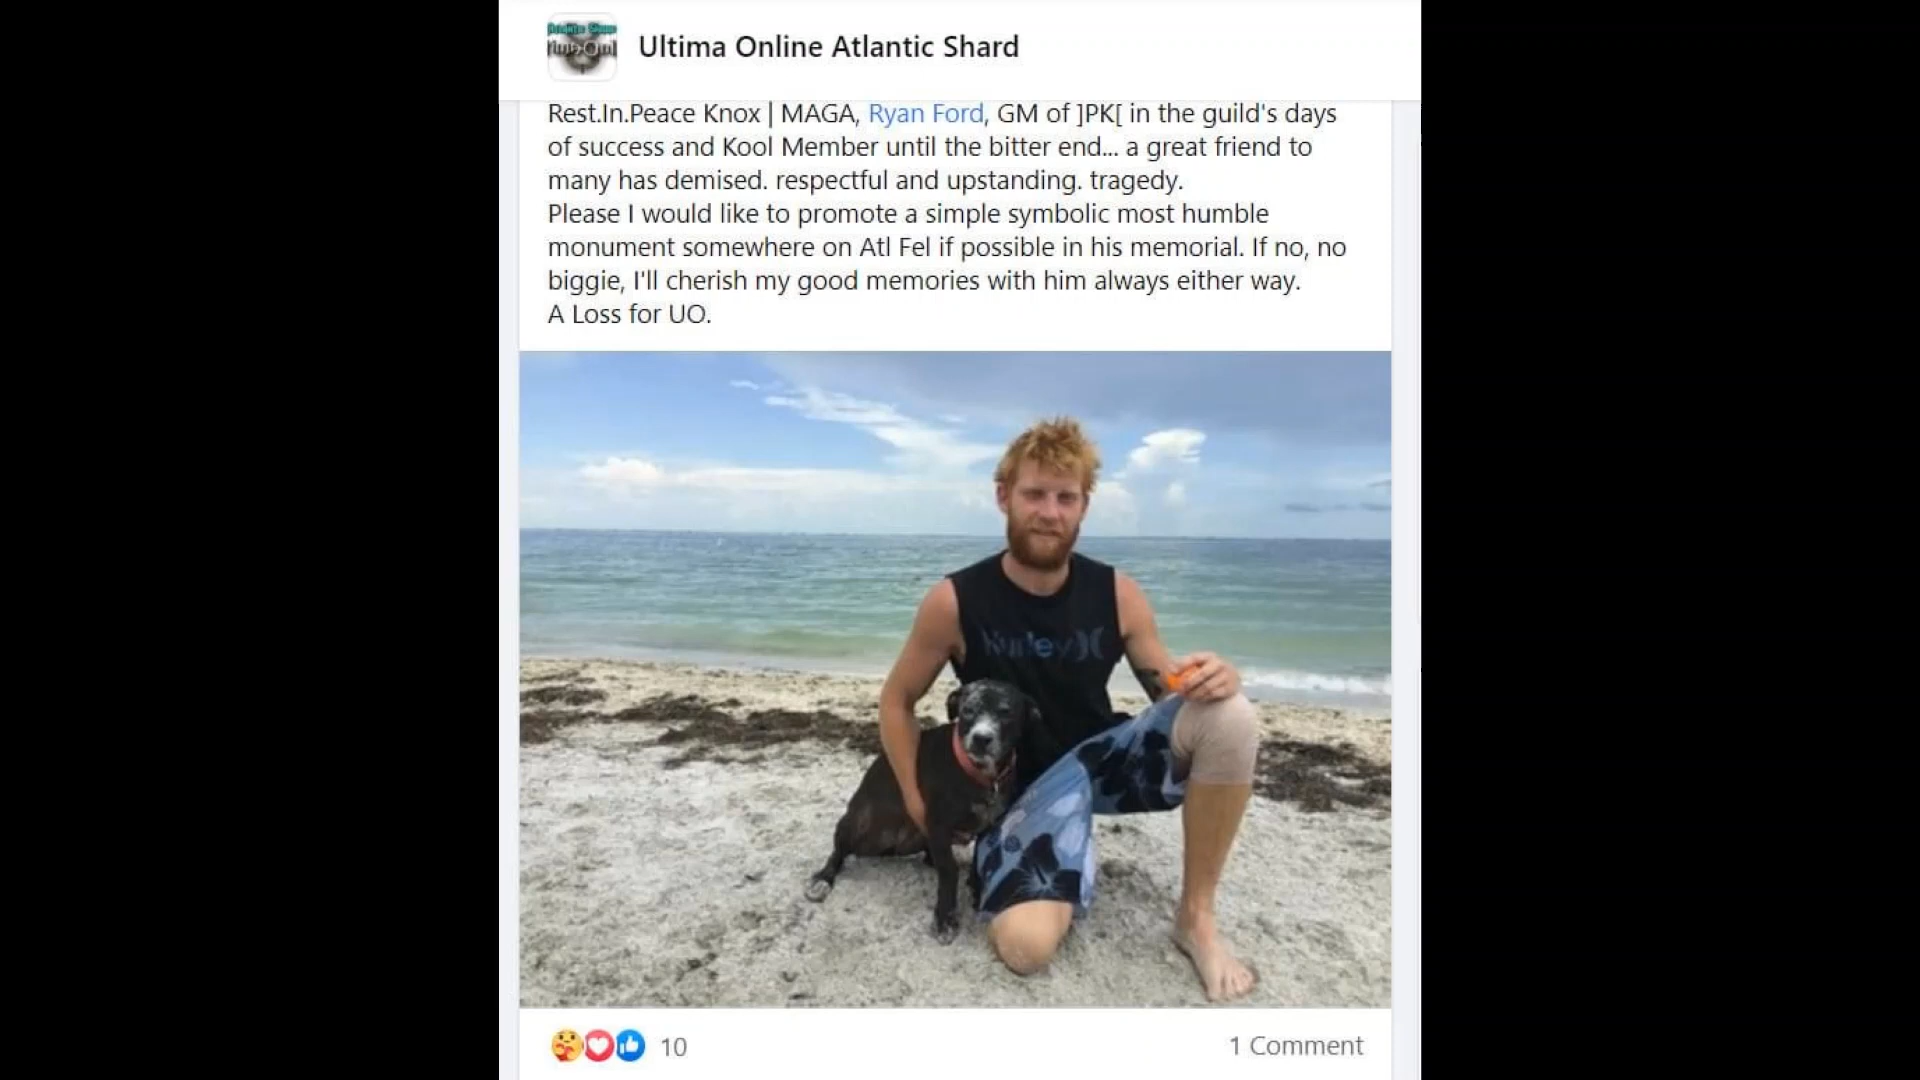 Ultima Online Atlantic Shard
Rest.In.Peace Knox | MAGA, Ryan Ford, GM of ]PK[ in the guild's days
of success and Kool Member until the bitter end... a great friend to
many has demised. respectful and upstanding. tragedy.
Please I would like to promote a simple symbolic most humble
monument somewhere on Atl Fel if possible in his memorial. If no, no
biggie, I'll cherish my good memories with him always either way.
A Loss for UO.
Hurley
10
1 Comment